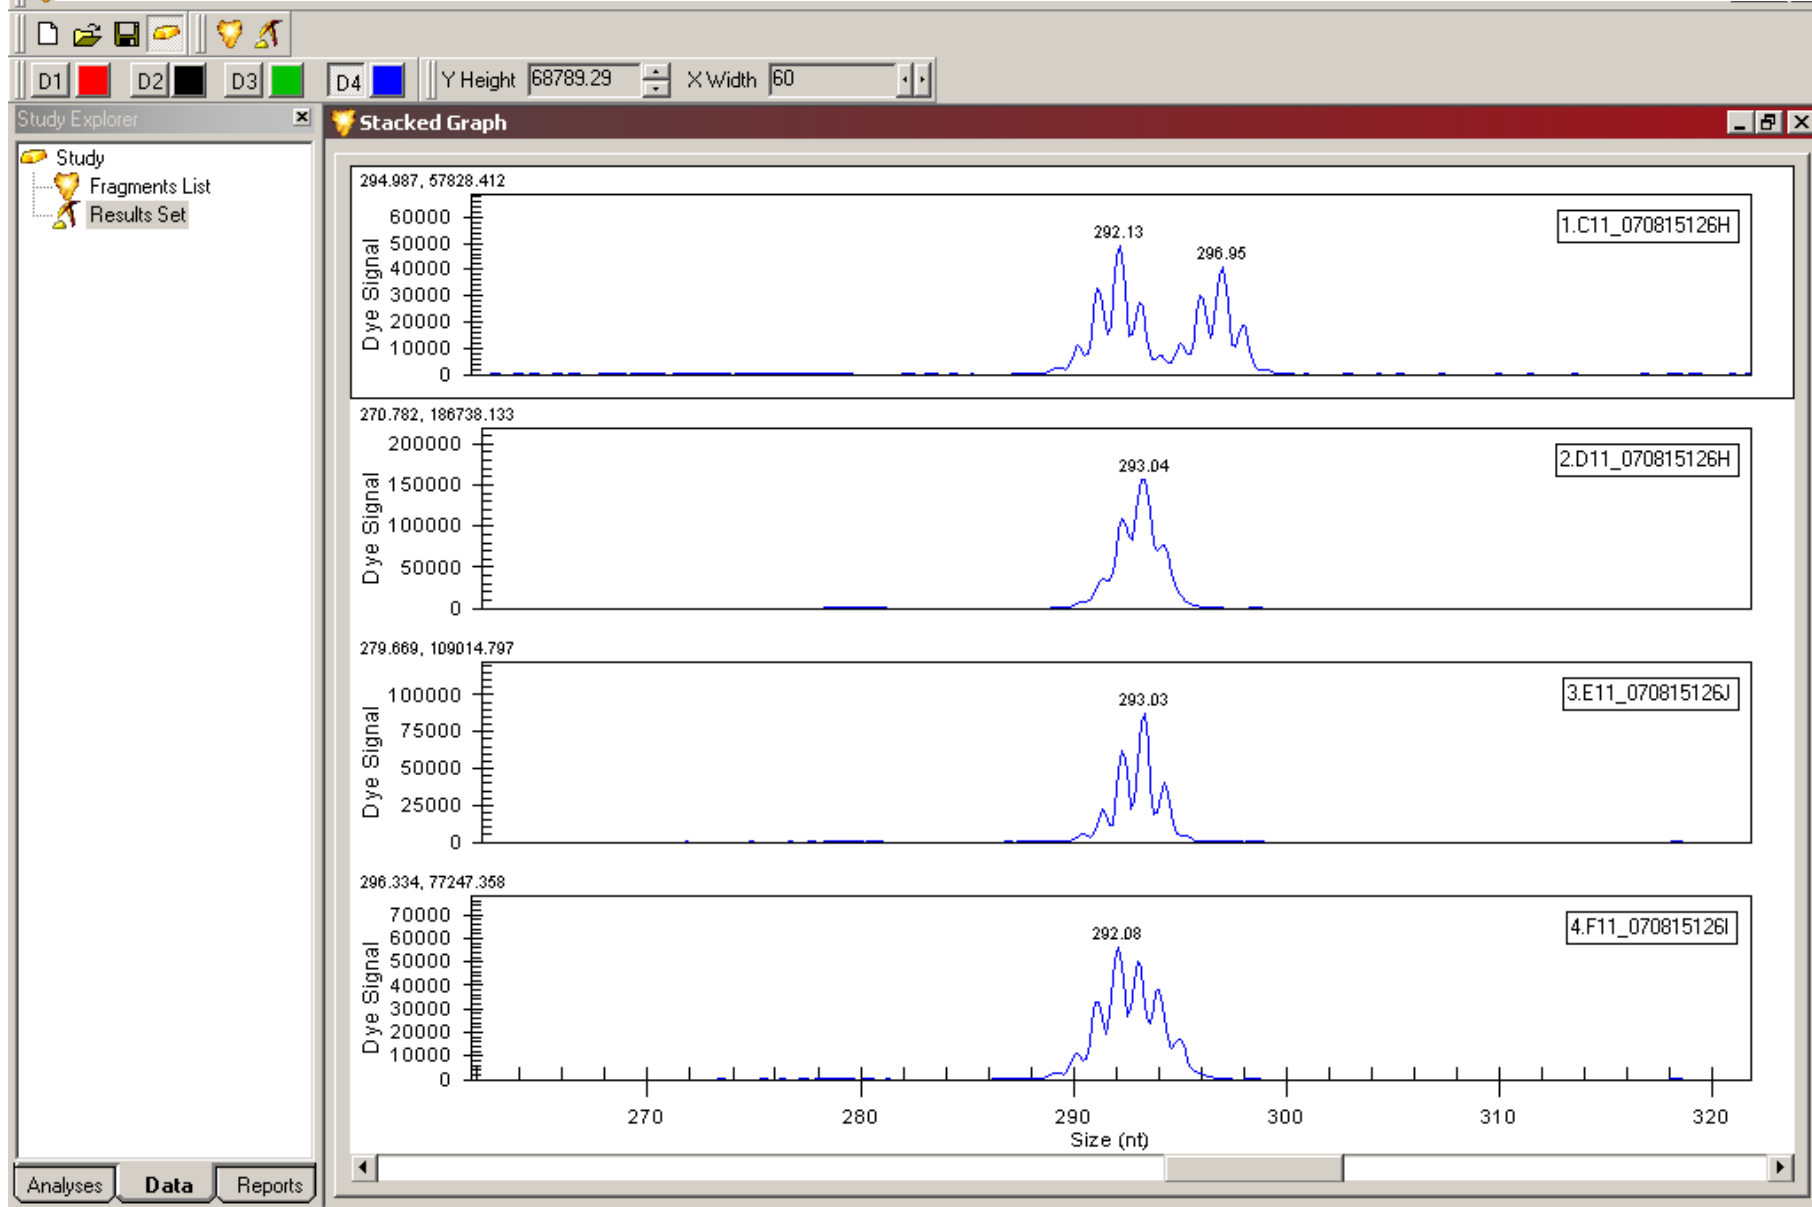 D1 D2 D3 D4 Y Height 68789.29 X Width 60
Study Explorer
Study
Fragments List
Results Set
Stacked Graph
294.987, 57828.412
1.C11_070815126H
60000
50000
40000
30000
20000
10000
0
Dye Signal
292.13
296.95
270.782, 186738.133
2.D11_070815126H
200000
150000
100000
50000
0
Dye Signal
293.04
279.669, 109014.797
3.E11_070815126J
100000
75000
50000
25000
0
Dye Signal
293.03
296.334, 77247.358
4.F11_070815126I
70000
60000
50000
40000
30000
20000
10000
0
Dye Signal
292.08
270 280 290 300 310 320
Size (nt)
Analyses Data Reports